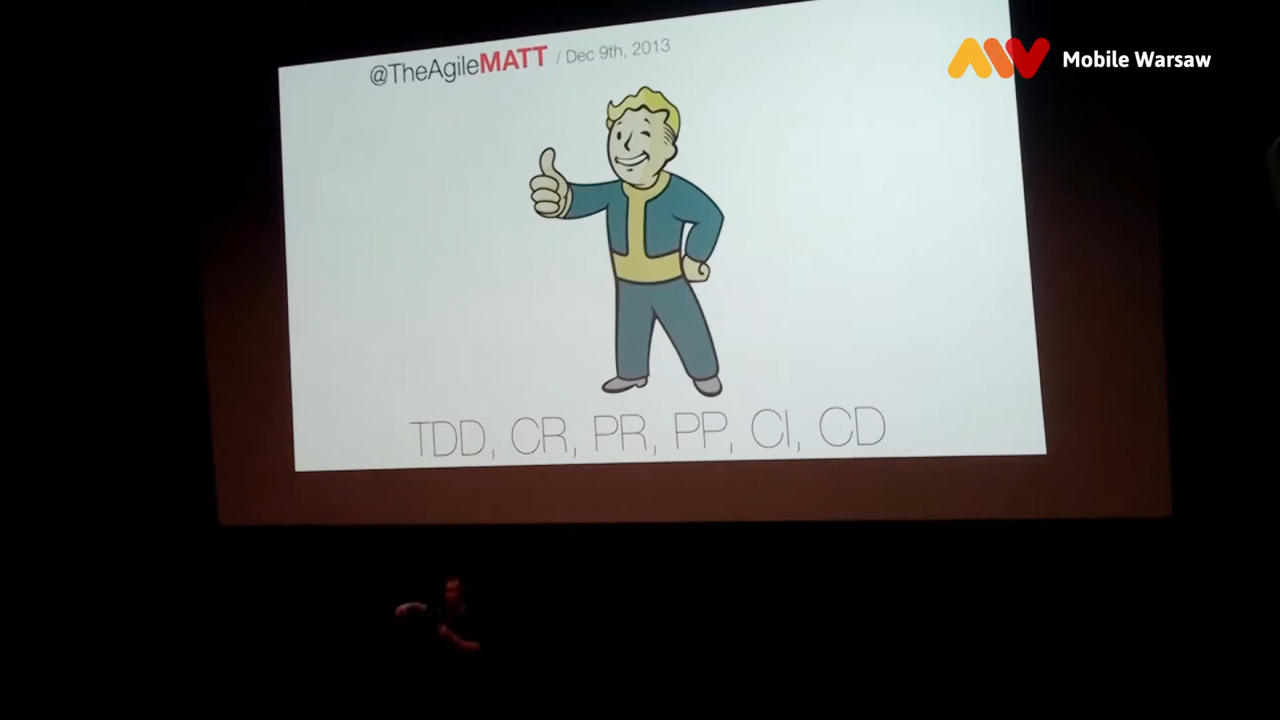 @TheAgileMATT / Dec 9th, 2013
Mobile Warsaw
TDD, CR, PR, PP, CI, CD